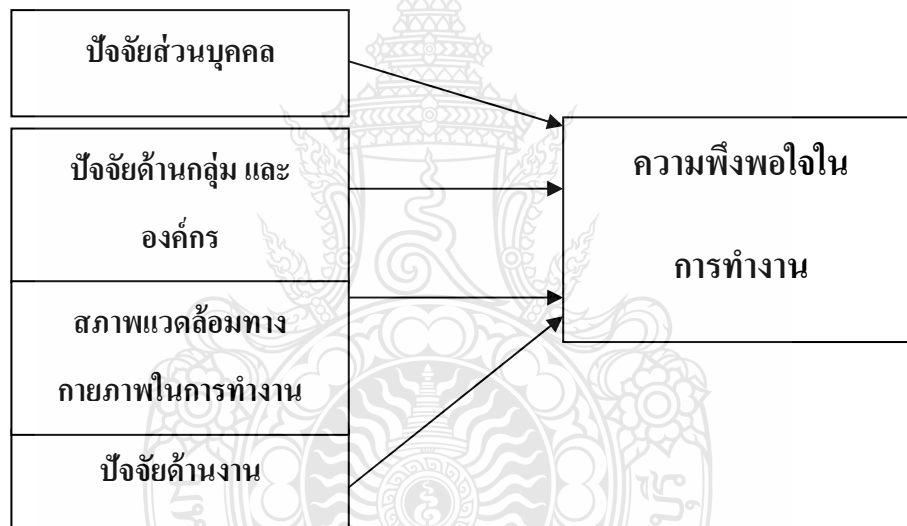 ปัจจัยส่วนบุคคล
ปัจจัยด้านกลุ่ม และ
องค์กร
สภาพแวดล้อมทาง
กายภาพในการทำงาน
ปัจจัยด้านงาน
ความพึงพอใจใน
การทำงาน